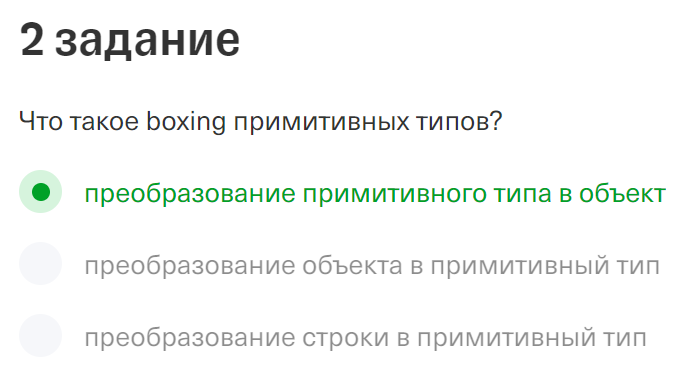 2 задание
Что такое boxing примитивных типов?
преобразование примитивного типа в объект
преобразование объекта в примитивный тип
преобразование строки в примитивный тип